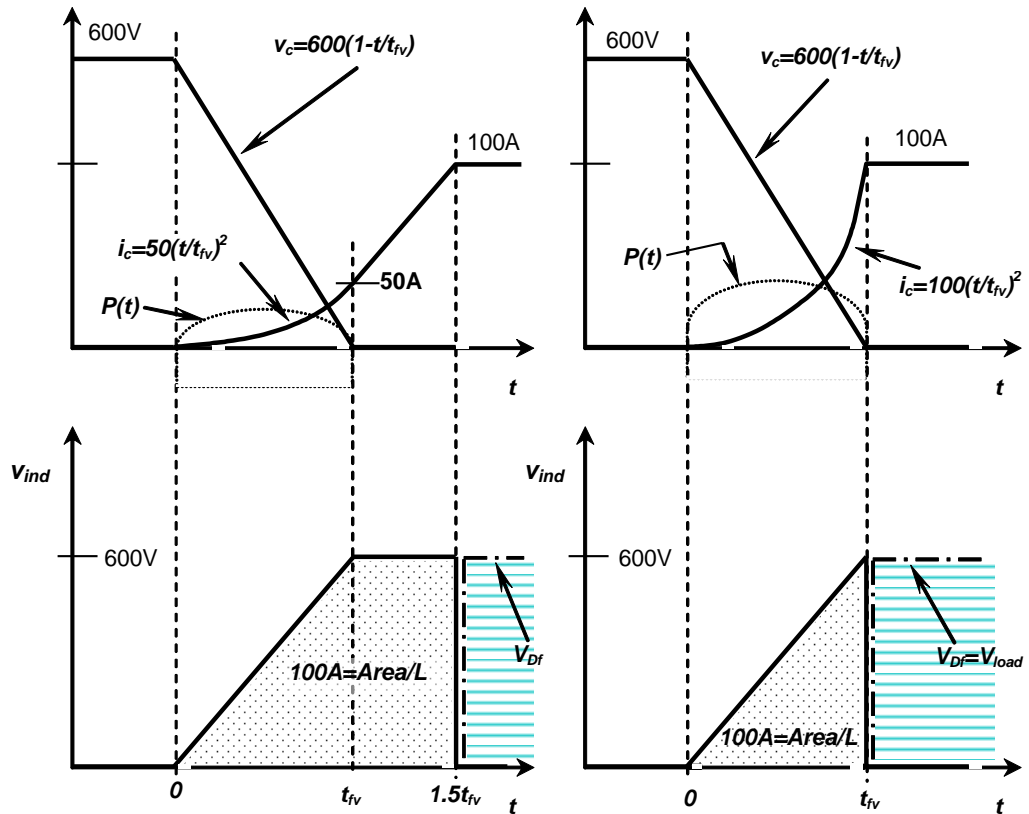 600V
v_c=600(1-t/t_fv)
100A
i_c=50(t/t_fv)^2
50A
P(t)
t
v_ind
600V
100A=Area/L
V_Df
0
t_fv
1.5t_fv
t
600V
v_c=600(1-t/t_fv)
100A
P(t)
i_c=100(t/t_fv)^2
t
v_ind
600V
V_Df=V_load
100A=Area/L
0
t_fv
t